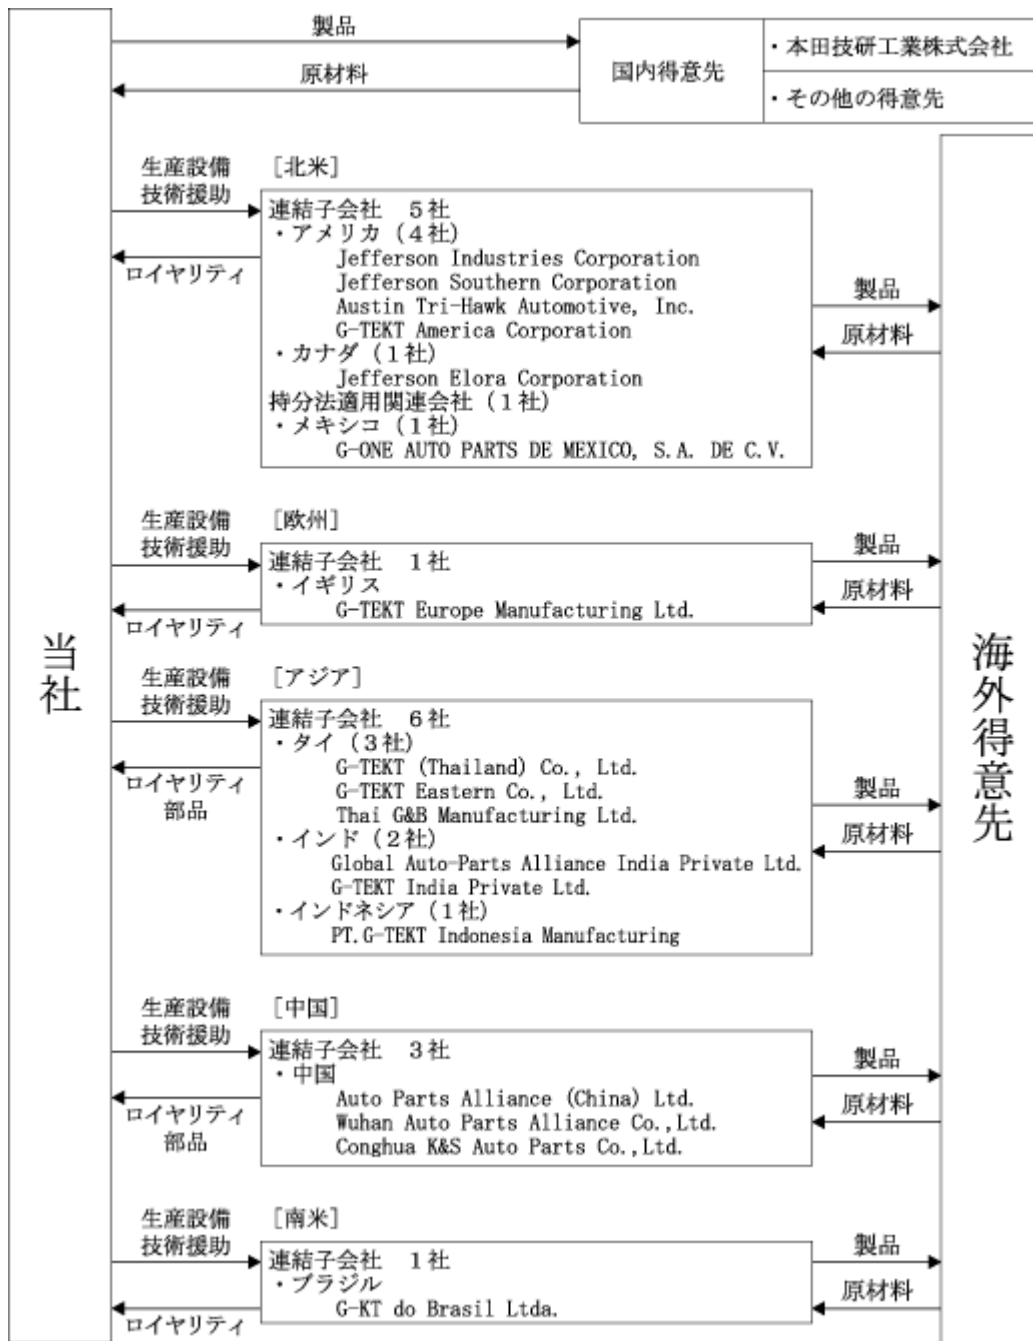 製品
原材料
国内得意先
・本田技研工業株式会社
・その他の得意先
当社
海外得意先
生産設備
技術援助
ロイヤリティ
［北米］
連結子会社　５社
・アメリカ（４社）
Jefferson Industries Corporation
Jefferson Southern Corporation
Austin Tri-Hawk Automotive, Inc.
G-TEKT America Corporation
・カナダ（１社）
Jefferson Elora Corporation
持分法適用関連会社（１社）
・メキシコ（１社）
G-ONE AUTO PARTS DE MEXICO, S.A. DE C.V.
製品
原材料
生産設備
技術援助
ロイヤリティ
［欧州］
連結子会社　１社
・イギリス
G-TEKT Europe Manufacturing Ltd.
製品
原材料
生産設備
技術援助
ロイヤリティ
部品
［アジア］
連結子会社　６社
・タイ（３社）
G-TEKT (Thailand) Co., Ltd.
G-TEKT Eastern Co., Ltd.
Thai G&B Manufacturing Ltd.
・インド（２社）
Global Auto-Parts Alliance India Private Ltd.
G-TEKT India Private Ltd.
・インドネシア（１社）
PT.G-TEKT Indonesia Manufacturing
製品
原材料
生産設備
技術援助
ロイヤリティ
部品
［中国］
連結子会社　３社
・中国
Auto Parts Alliance (China) Ltd.
Wuhan Auto Parts Alliance Co.,Ltd.
Conghua K&S Auto Parts Co.,Ltd.
製品
原材料
生産設備
技術援助
ロイヤリティ
［南米］
連結子会社　１社
・ブラジル
G-KT do Brasil Ltda.
製品
原材料